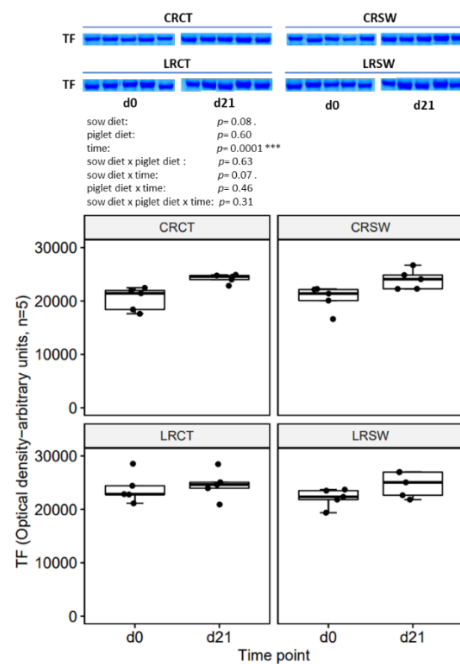 CRCT CRSW
TF
LRCT LRSW
TF
d0 d21 d0 d21
sow diet: p= 0.08 .
piglet diet: p= 0.60
time: p= 0.0001 ***
sow diet x piglet diet : p= 0.63
sow diet x time: p= 0.07 .
piglet diet x time: p= 0.46
sow diet x piglet diet x time: p= 0.31
TF (Optical density−arbitrary units, n=5)
CRCT CRSW
30000
20000
10000
0
LRCT LRSW
30000
20000
10000
0
d0 d21 d0 d21
Time point